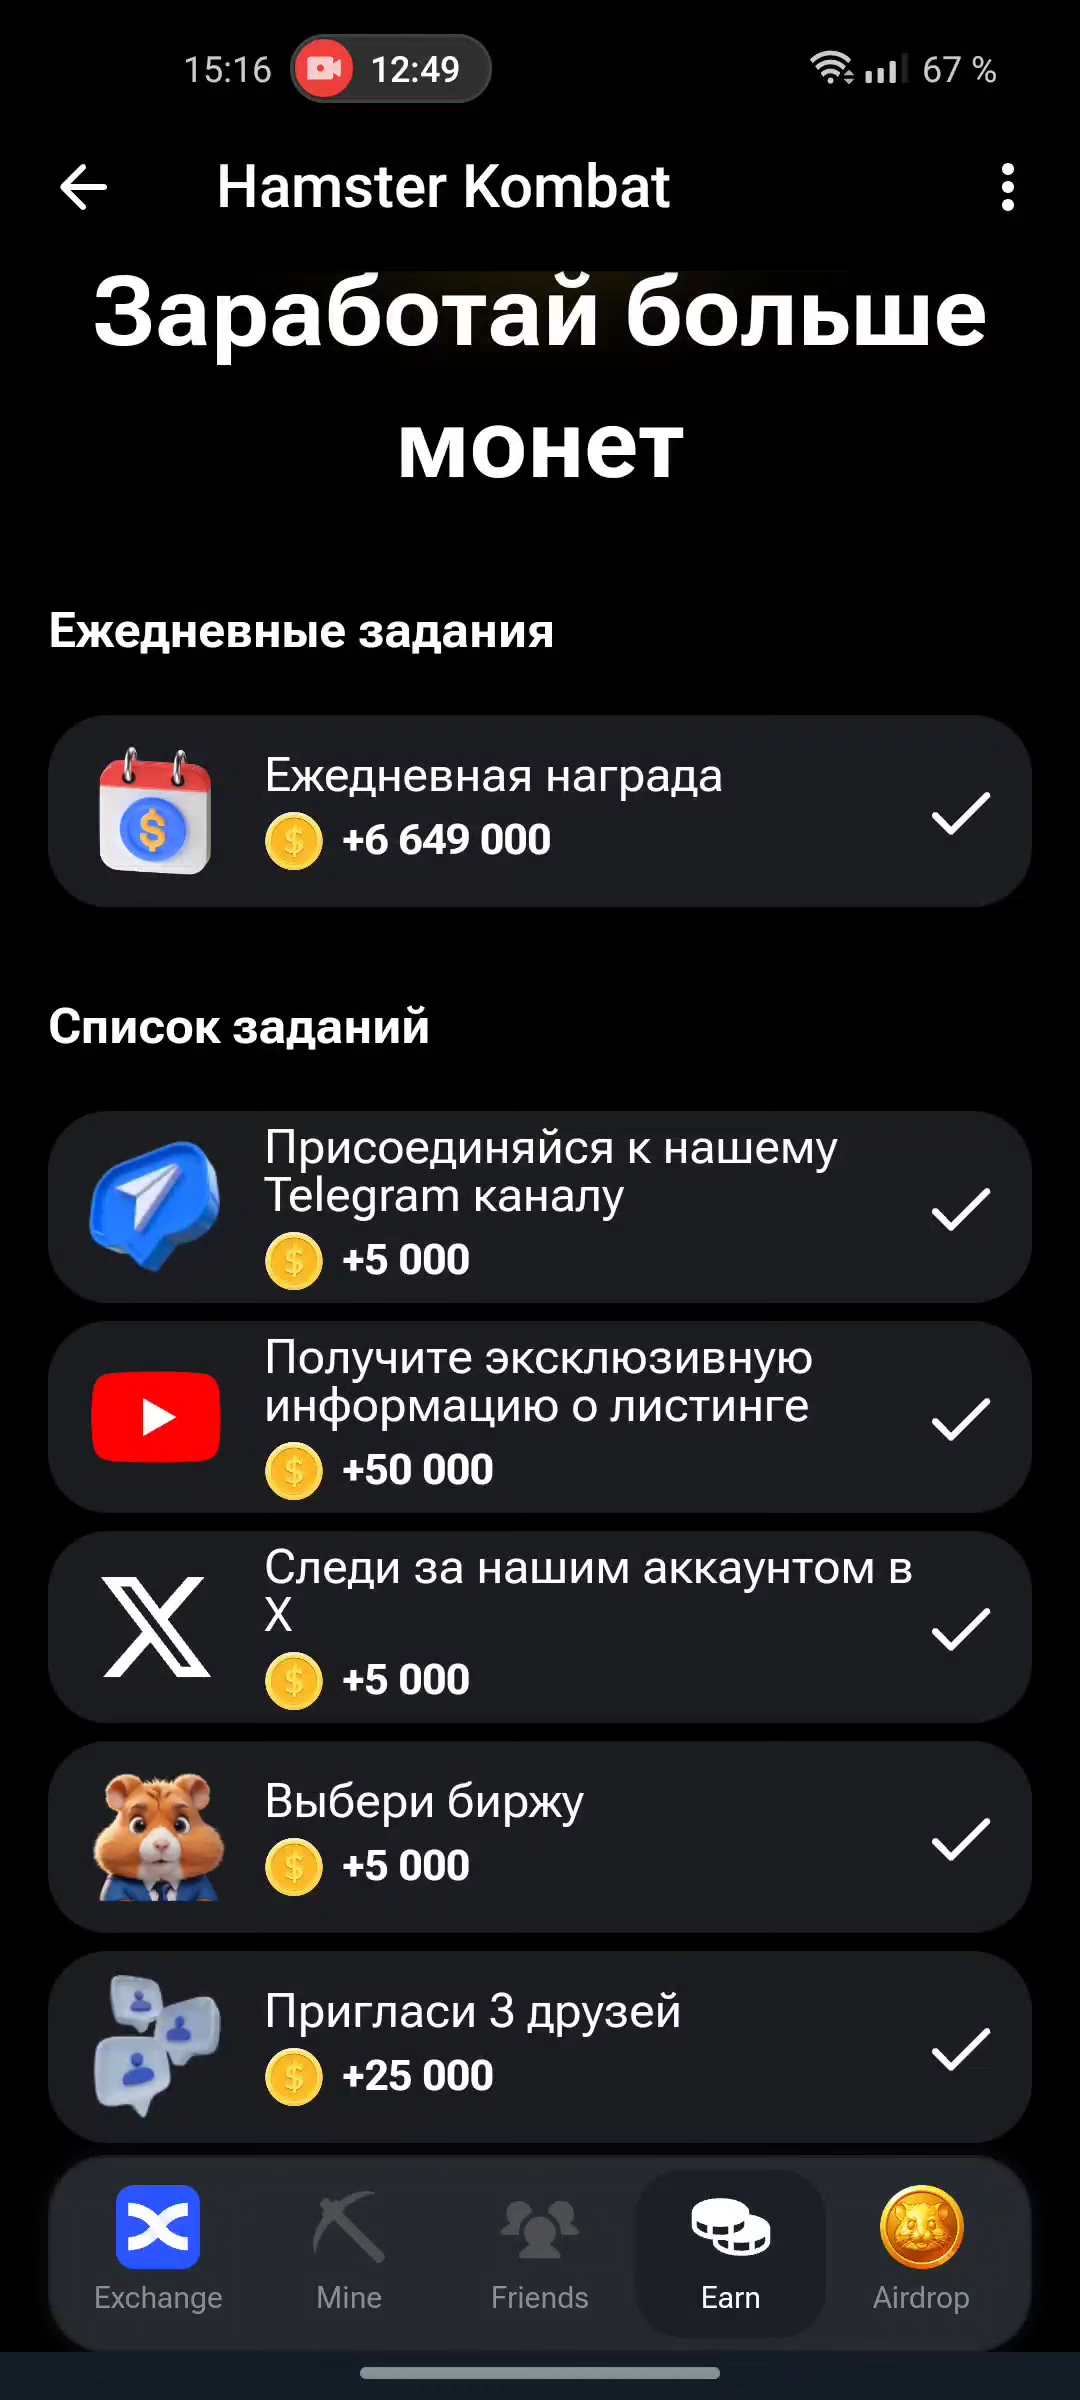 15:16 12:49 67 %
Hamster Kombat
Заработай больше
монет
Ежедневные задания
Ежедневная награда
+6 649 000
Список заданий
Присоединяйся к нашему
Telegram каналу
+5 000
Получите эксклюзивную
информацию о листинге
+50 000
Следи за нашим аккаунтом в
X
+5 000
Выбери биржу
+5 000
Пригласи 3 друзей
+25 000
Exchange Mine Friends Earn Airdrop